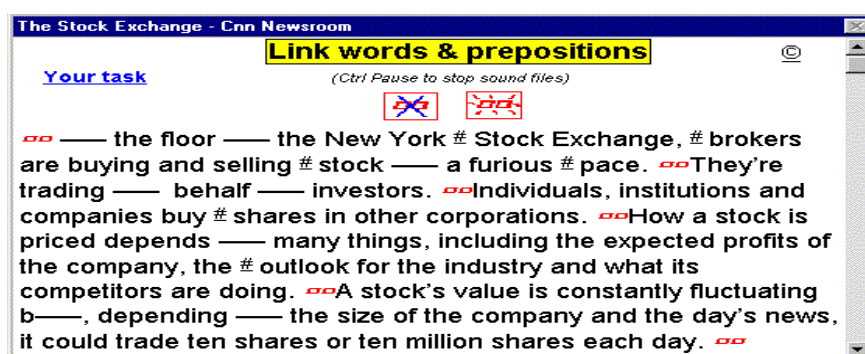 The Stock Exchange - Cnn Newsroom
Link words & prepositions ©
Your task (Ctrl Pause to stop sound files)
—— the floor —— the New York # Stock Exchange, # brokers
are buying and selling # stock —— a furious # pace. They're
trading —— behalf —— investors. Individuals, institutions and
companies buy # shares in other corporations. How a stock is
priced depends —— many things, including the expected profits of
the company, the # outlook for the industry and what its
competitors are doing. A stock's value is constantly fluctuating
b——, depending —— the size of the company and the day's news,
it could trade ten shares or ten million shares each day.